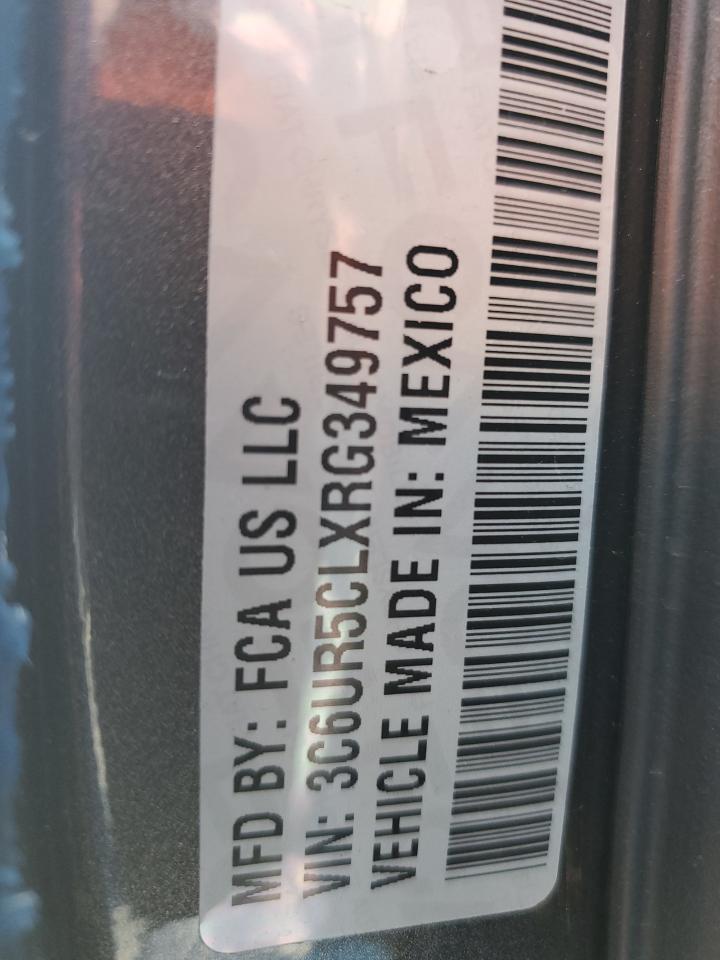 MFD BY: FCA US LLC
VIN: 3C6UR5CLXRG349757
VEHICLE MADE IN: MEXICO